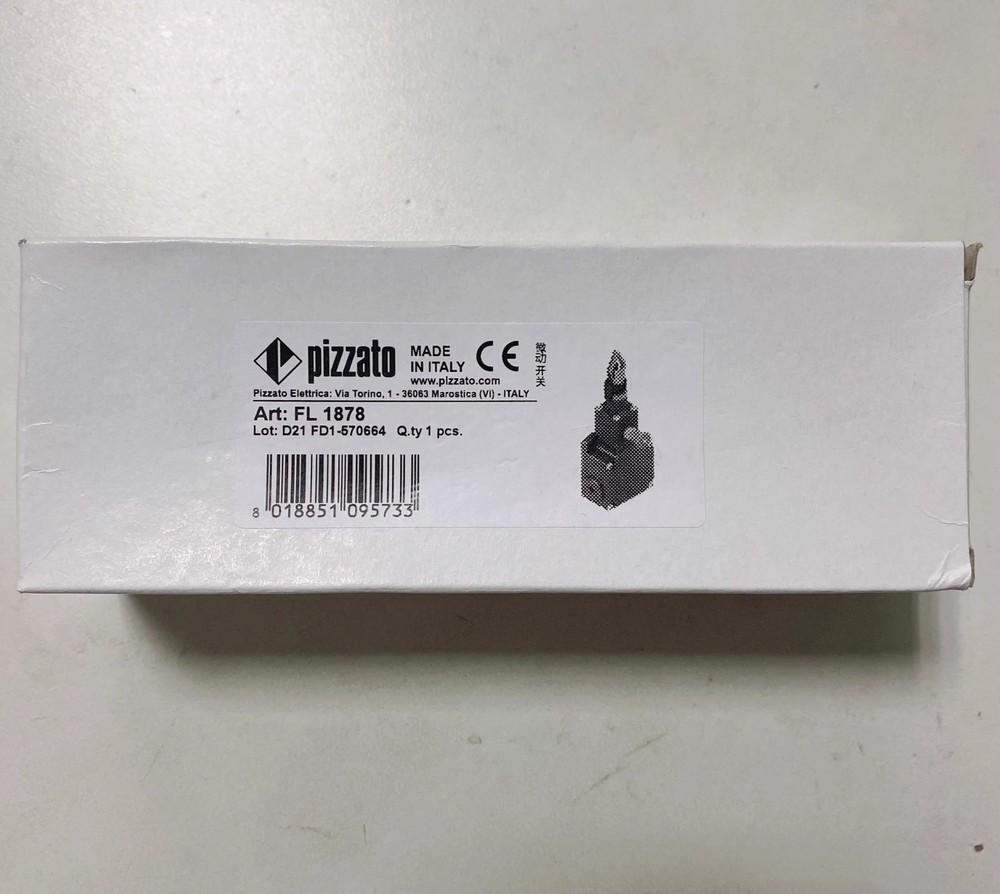 pizzato
MADE
IN ITALY
CE
www.pizzato.com
Pizzato Elettrica: Via Torino, 1 - 36063 Marostica (VI) - ITALY
Art: FL 1878
Lot: D21 FD1-570664 Q.ty 1 pcs.
8 018851 095733
微动开关